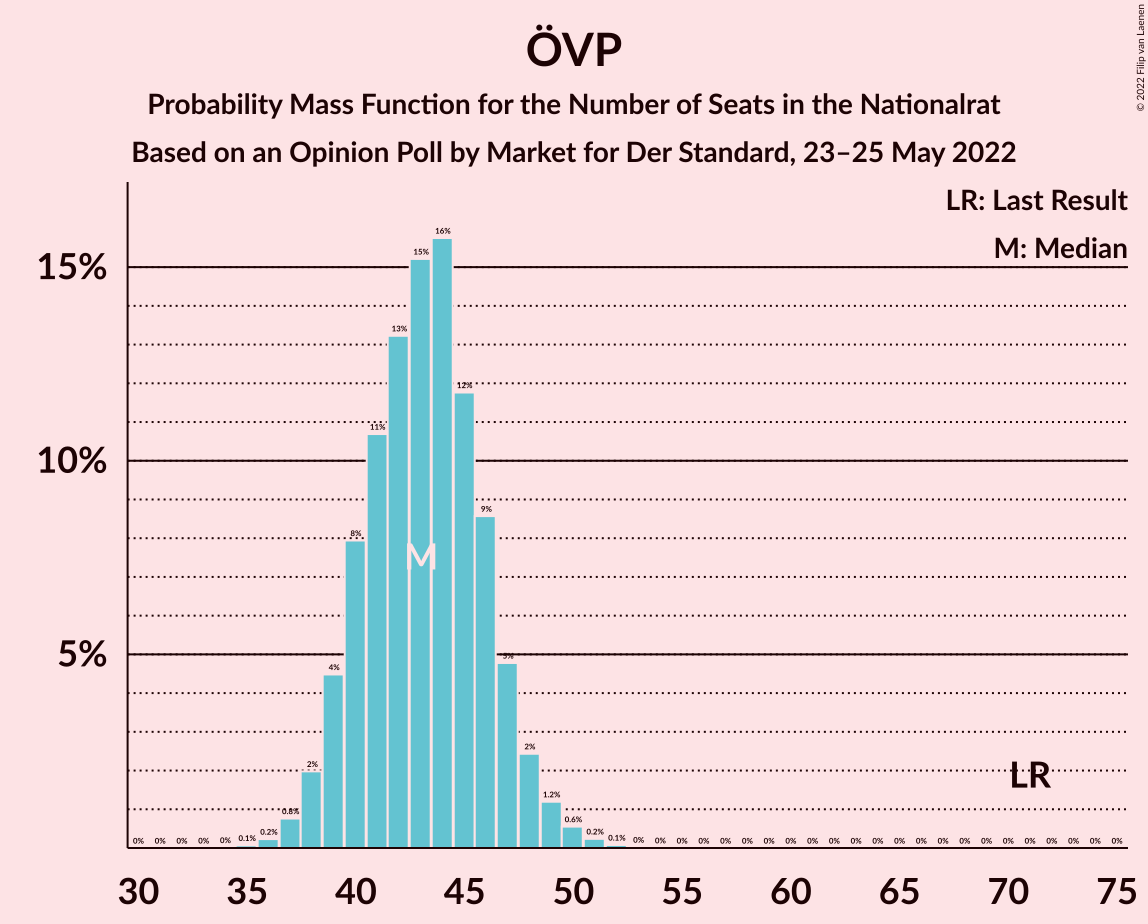 ÖVP
Probability Mass Function for the Number of Seats in the Nationalrat
Based on an Opinion Poll by Market for Der Standard, 23–25 May 2022
© 2022 Filip van Laenen
LR: Last Result
M: Median
15%
10%
5%
0% 0% 0% 0% 0% 0.1% 0.2% 0.8% 2% 4% 8% 11% 13% 15% 16% 12% 9% 5% 2% 1.2% 0.6% 0.2% 0.1% 0% 0% 0% 0% 0% 0% 0% 0% 0% 0% 0% 0% 0% 0% 0% 0% 0% 0% 0% 0% 0% 0% 0%
M
LR
30 35 40 45 50 55 60 65 70 75